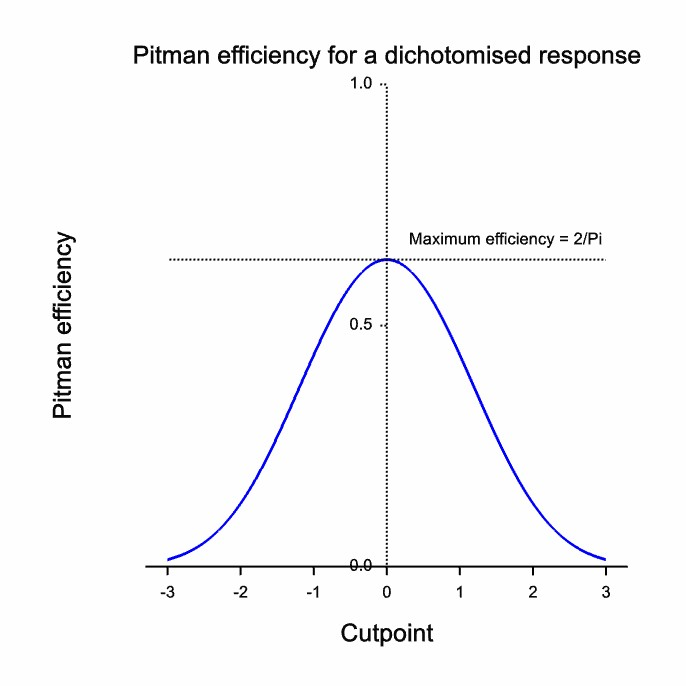 Pitman efficiency for a dichotomised response
1.0
Maximum efficiency = 2/Pi
Pitman efficiency
0.5
0.0
-3 -2 -1 0 1 2 3
Cutpoint